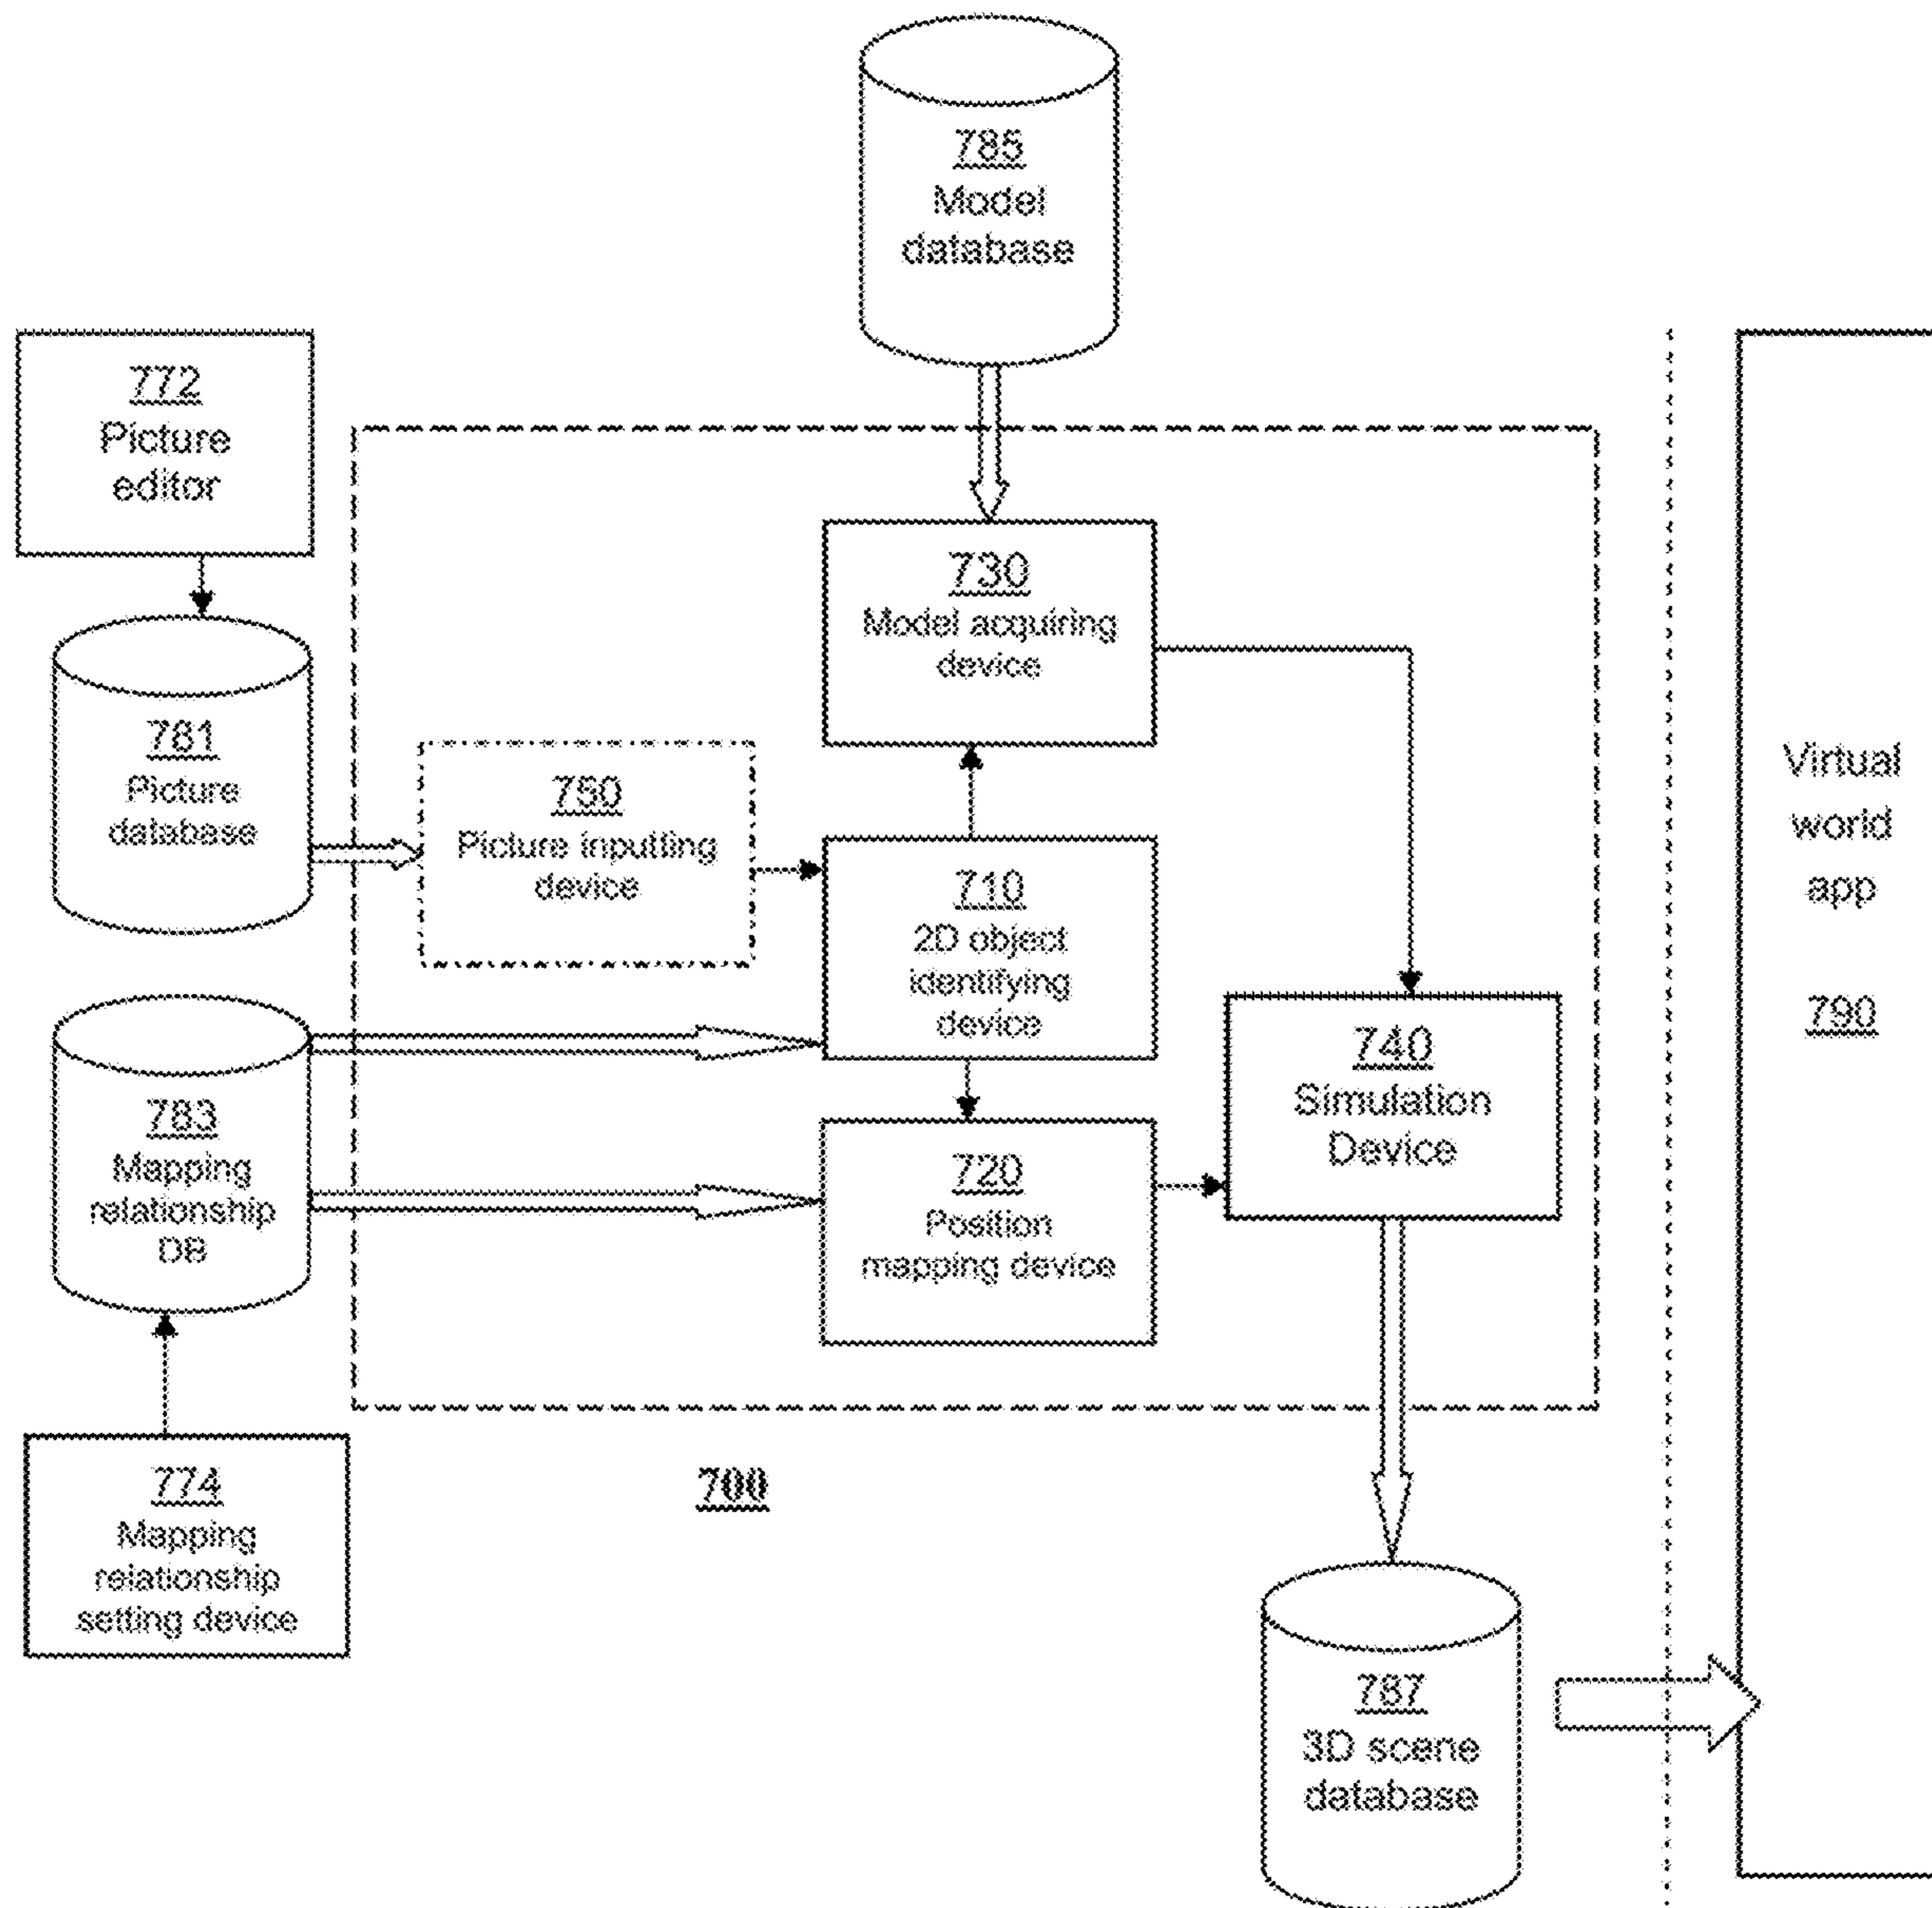 785
Model
database
772
Picture
editor
730
Model acquiring
device
781
Picture
database
750
Picture inputting
device
710
2D object
identifying
device
Virtual
world
app
790
783
Mapping
relationship
DB
720
Position
mapping device
740
Simulation
Device
774
Mapping
relationship
setting device
700
787
3D scene
database